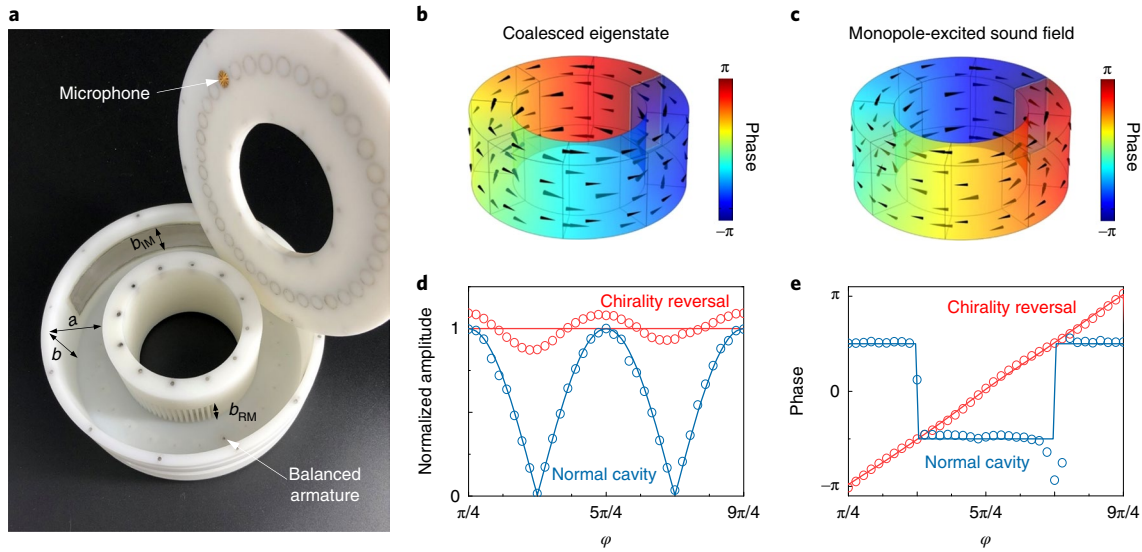 a
Microphone
b_IM
a
b
b_RM
Balanced
armature
b
Coalesced eigenstate
π
Phase
−π
c
Monopole-excited sound field
π
Phase
−π
d
Normalized amplitude
1
0
Chirality reversal
Normal cavity
π/4
5π/4
9π/4
φ
e
Phase
π
0
−π
Chirality reversal
Normal cavity
π/4
5π/4
9π/4
φ